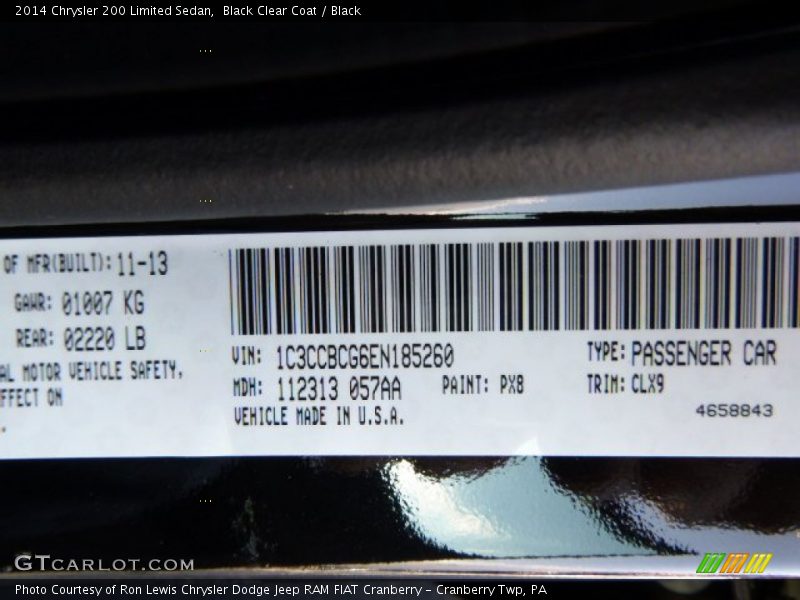 2014 Chrysler 200 Limited Sedan,  Black Clear Coat / Black
OF MFR(BUILT): 11-13
GAWR: 01007 KG
REAR: 02220 LB
AL MOTOR VEHICLE SAFETY,
FFECT ON
.
VIN: 1C3CCBCG6EN185260
TYPE: PASSENGER CAR
MDH: 112313 057AA
PAINT: PX8
TRIM: CLX9
VEHICLE MADE IN U.S.A.
4658843
GTcarlot.com
Photo Courtesy of Ron Lewis Chrysler Dodge Jeep RAM FIAT Cranberry – Cranberry Twp, PA